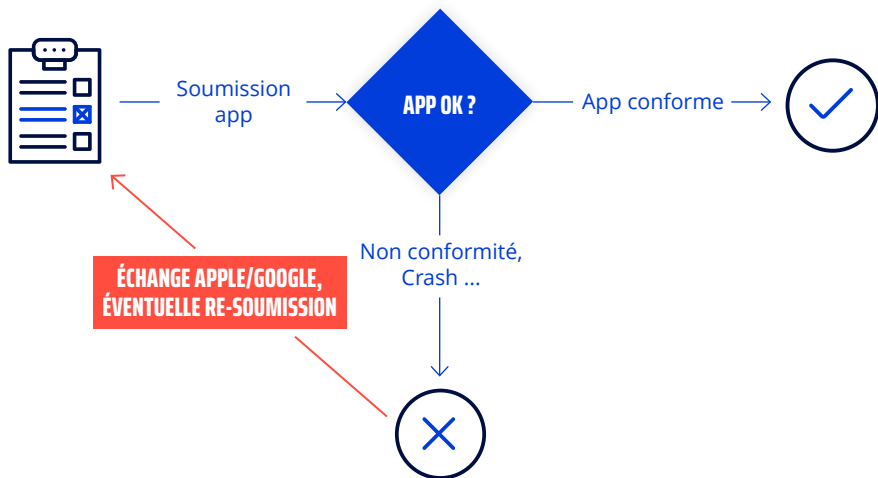 Soumission
app
APP OK ?
App conforme
Non conformité,
Crash ...
ÉCHANGE APPLE/GOOGLE,
ÉVENTUELLE RE-SOUMISSION